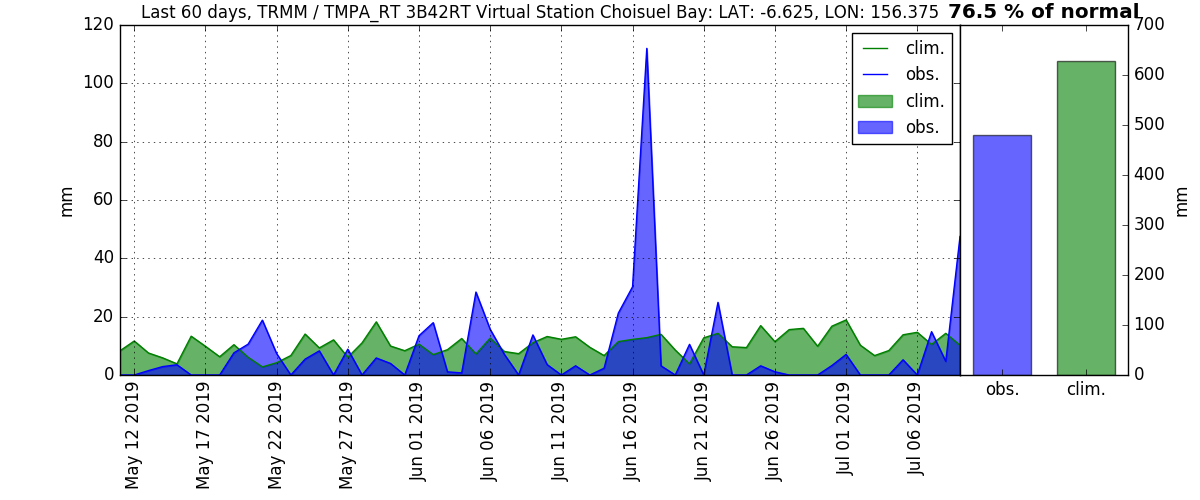 Last 60 days, TRMM / TMPA_RT 3B42RT Virtual Station Choisuel Bay: LAT: -6.625, LON: 156.375 76.5 % of normal
120
100
80
60
40
20
0
mm
clim.
obs.
clim.
obs.
700
600
500
400
300
200
100
0
mm
May 12 2019
May 17 2019
May 22 2019
May 27 2019
Jun 01 2019
Jun 06 2019
Jun 11 2019
Jun 16 2019
Jun 21 2019
Jun 26 2019
Jul 01 2019
Jul 06 2019
obs.
clim.